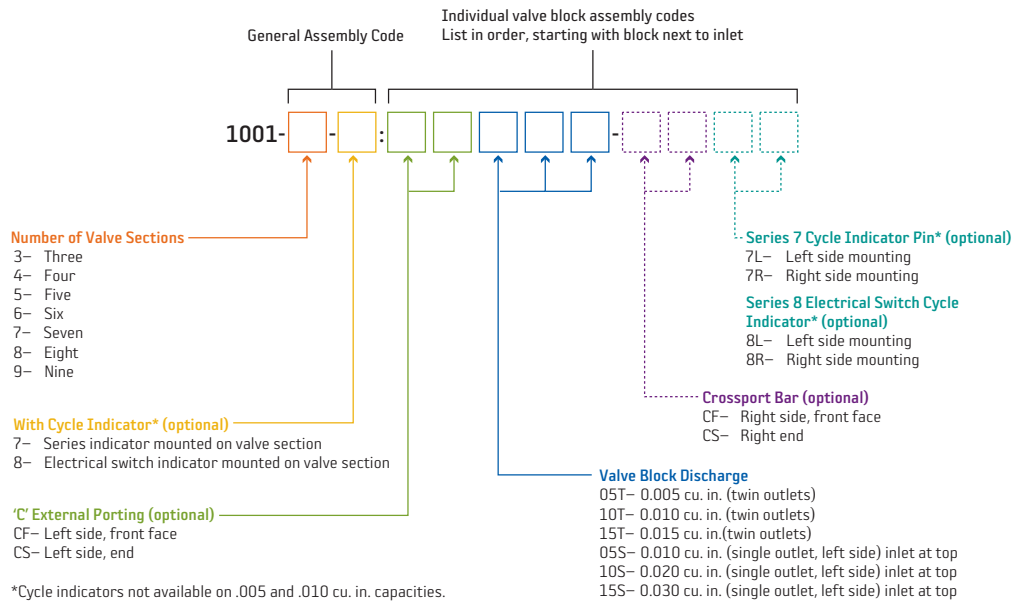 Individual valve block assembly codes
General Assembly Code
List in order, starting with block next to inlet
1001- - : -
Number of Valve Sections
3– Three
4– Four
5– Five
6– Six
7– Seven
8– Eight
9– Nine
With Cycle Indicator* (optional)
7– Series indicator mounted on valve section
8– Electrical switch indicator mounted on valve section
'C' External Porting (optional)
CF– Left side, front face
CS– Left side, end
*Cycle indicators not available on .005 and .010 cu. in. capacities.
Series 7 Cycle Indicator Pin* (optional)
7L– Left side mounting
7R– Right side mounting
Series 8 Electrical Switch Cycle
Indicator* (optional)
8L– Left side mounting
8R– Right side mounting
Crossport Bar (optional)
CF– Right side, front face
CS– Right end
Valve Block Discharge
05T– 0.005 cu. in. (twin outlets)
10T– 0.010 cu. in. (twin outlets)
15T– 0.015 cu. in.(twin outlets)
05S– 0.010 cu. in. (single outlet, left side) inlet at top
10S– 0.020 cu. in. (single outlet, left side) inlet at top
15S– 0.030 cu. in. (single outlet, left side) inlet at top